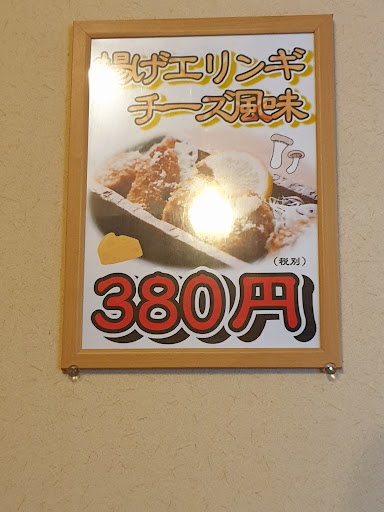 揚げエリンギ
チーズ風味
（税別）
380円